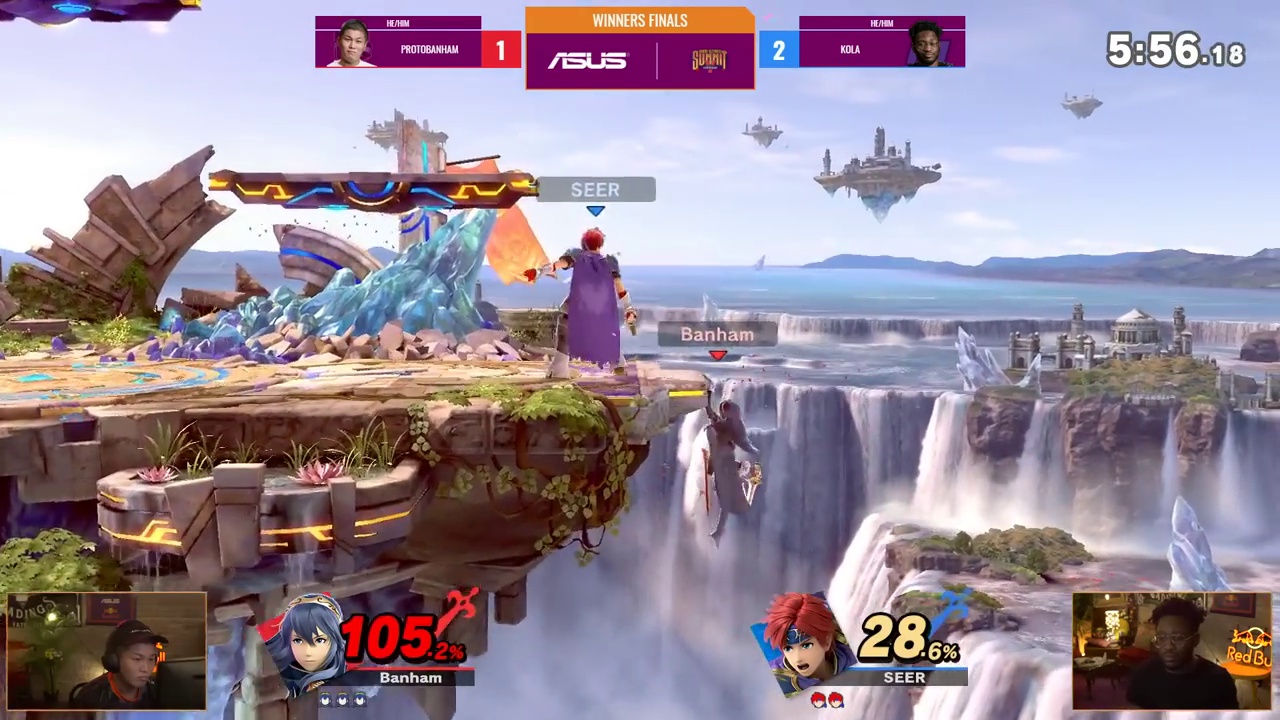 HE/HIM
PROTOBANHAM
1
WINNERS FINALS
ASUS
SUMMIT
2
HE/HIM
KOLA
5:56.18
SEER
Banham
105.2%
Banham
28.6%
SEER
ASUS
Red Bu